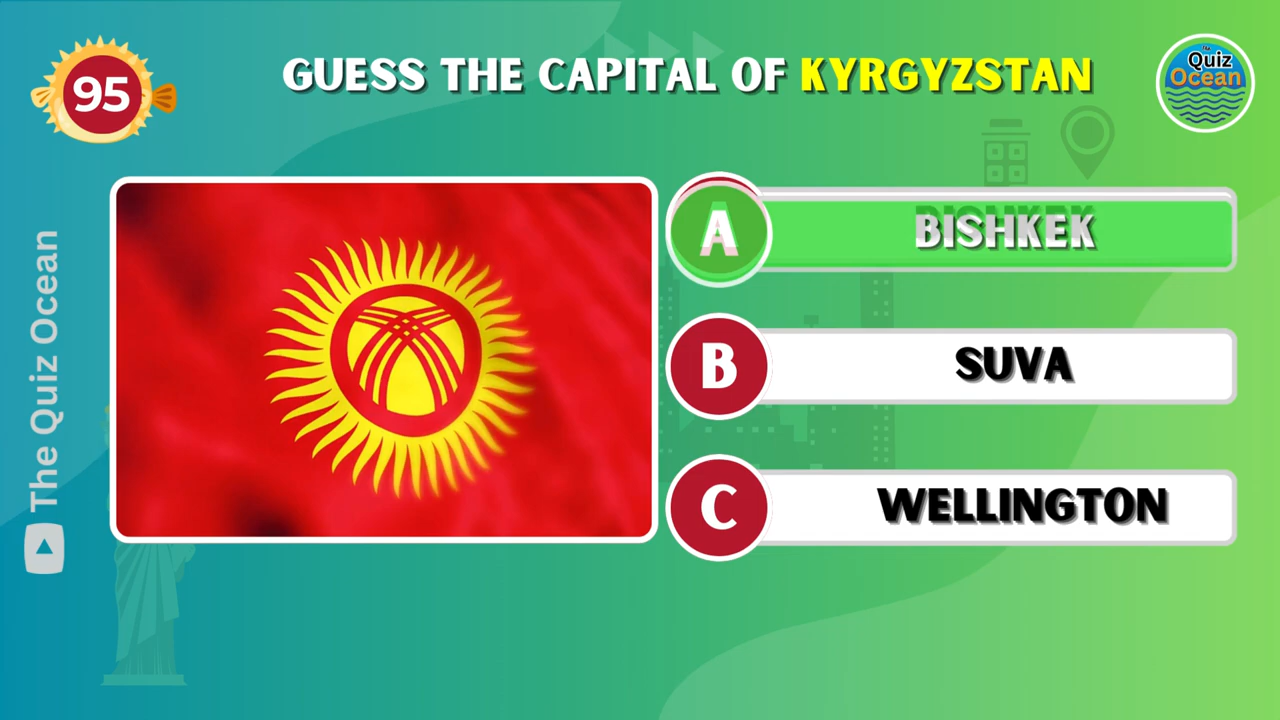 95
GUESS THE CAPITAL OF KYRGYZSTAN
The Quiz Ocean
A BISHKEK
B SUVA
C WELLINGTON
The Quiz Ocean